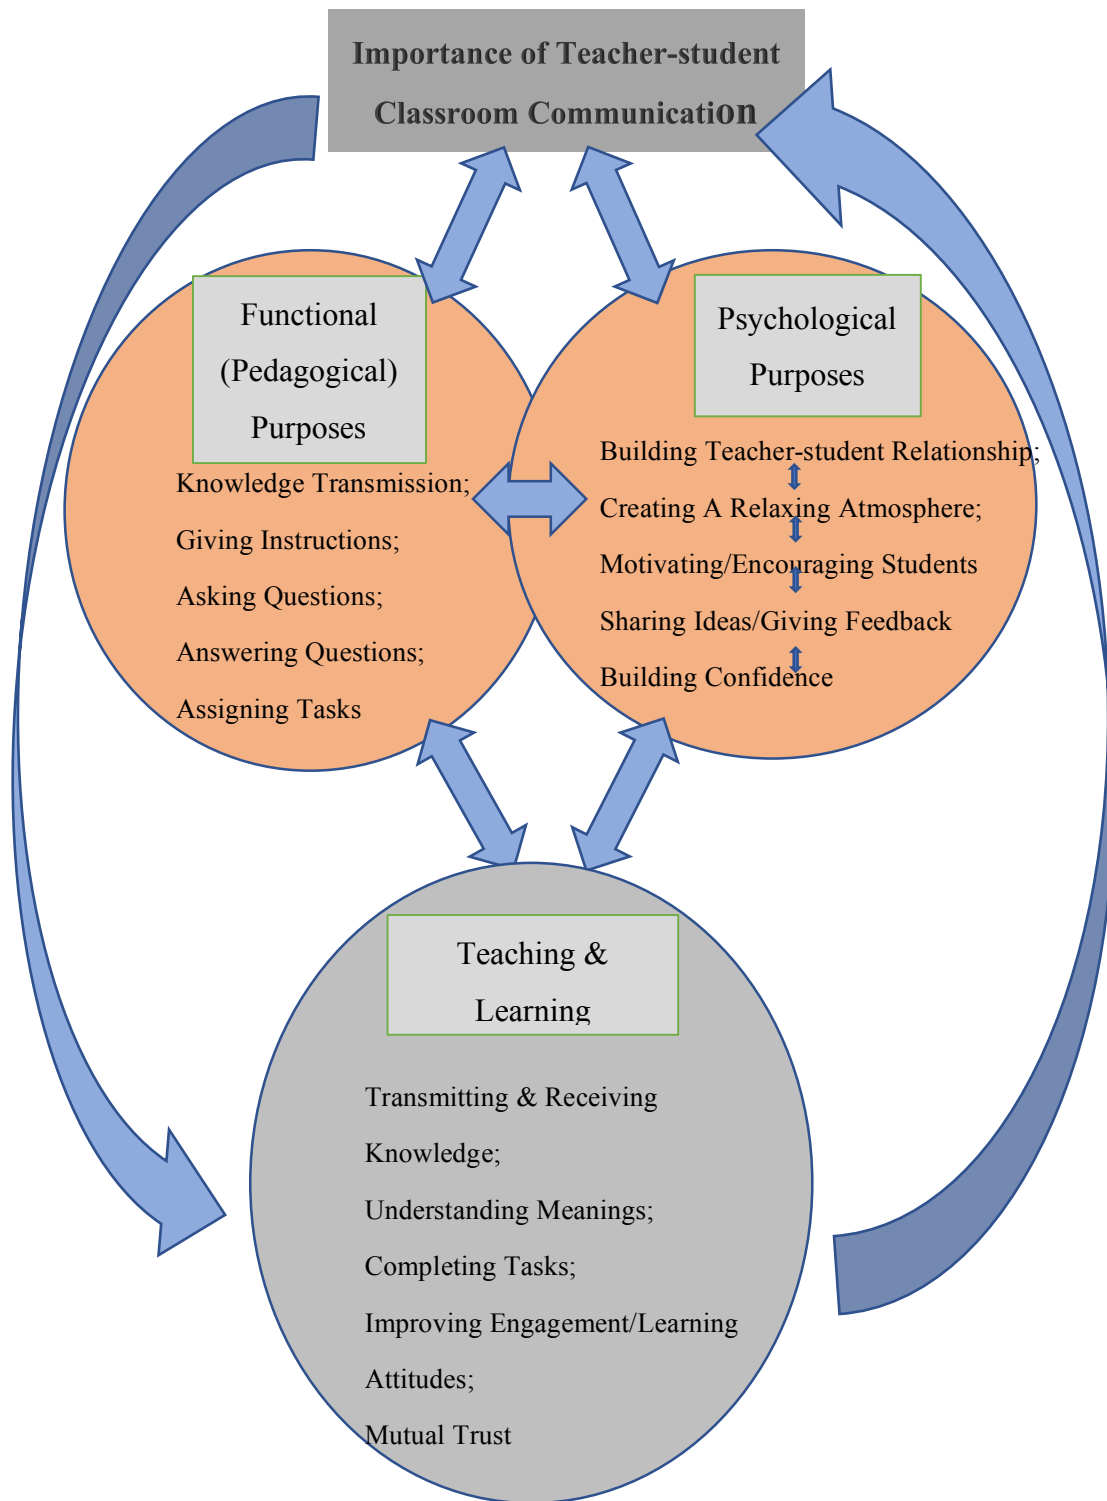 Importance of Teacher-student
Classroom Communication
Functional
(Pedagogical)
Purposes
Knowledge Transmission;
Giving Instructions;
Asking Questions;
Answering Questions;
Assigning Tasks
Psychological
Purposes
Building Teacher-student Relationship;
Creating A Relaxing Atmosphere;
Motivating/Encouraging Students
Sharing Ideas/Giving Feedback
Building Confidence
Teaching &
Learning
Transmitting & Receiving
Knowledge;
Understanding Meanings;
Completing Tasks;
Improving Engagement/Learning
Attitudes;
Mutual Trust